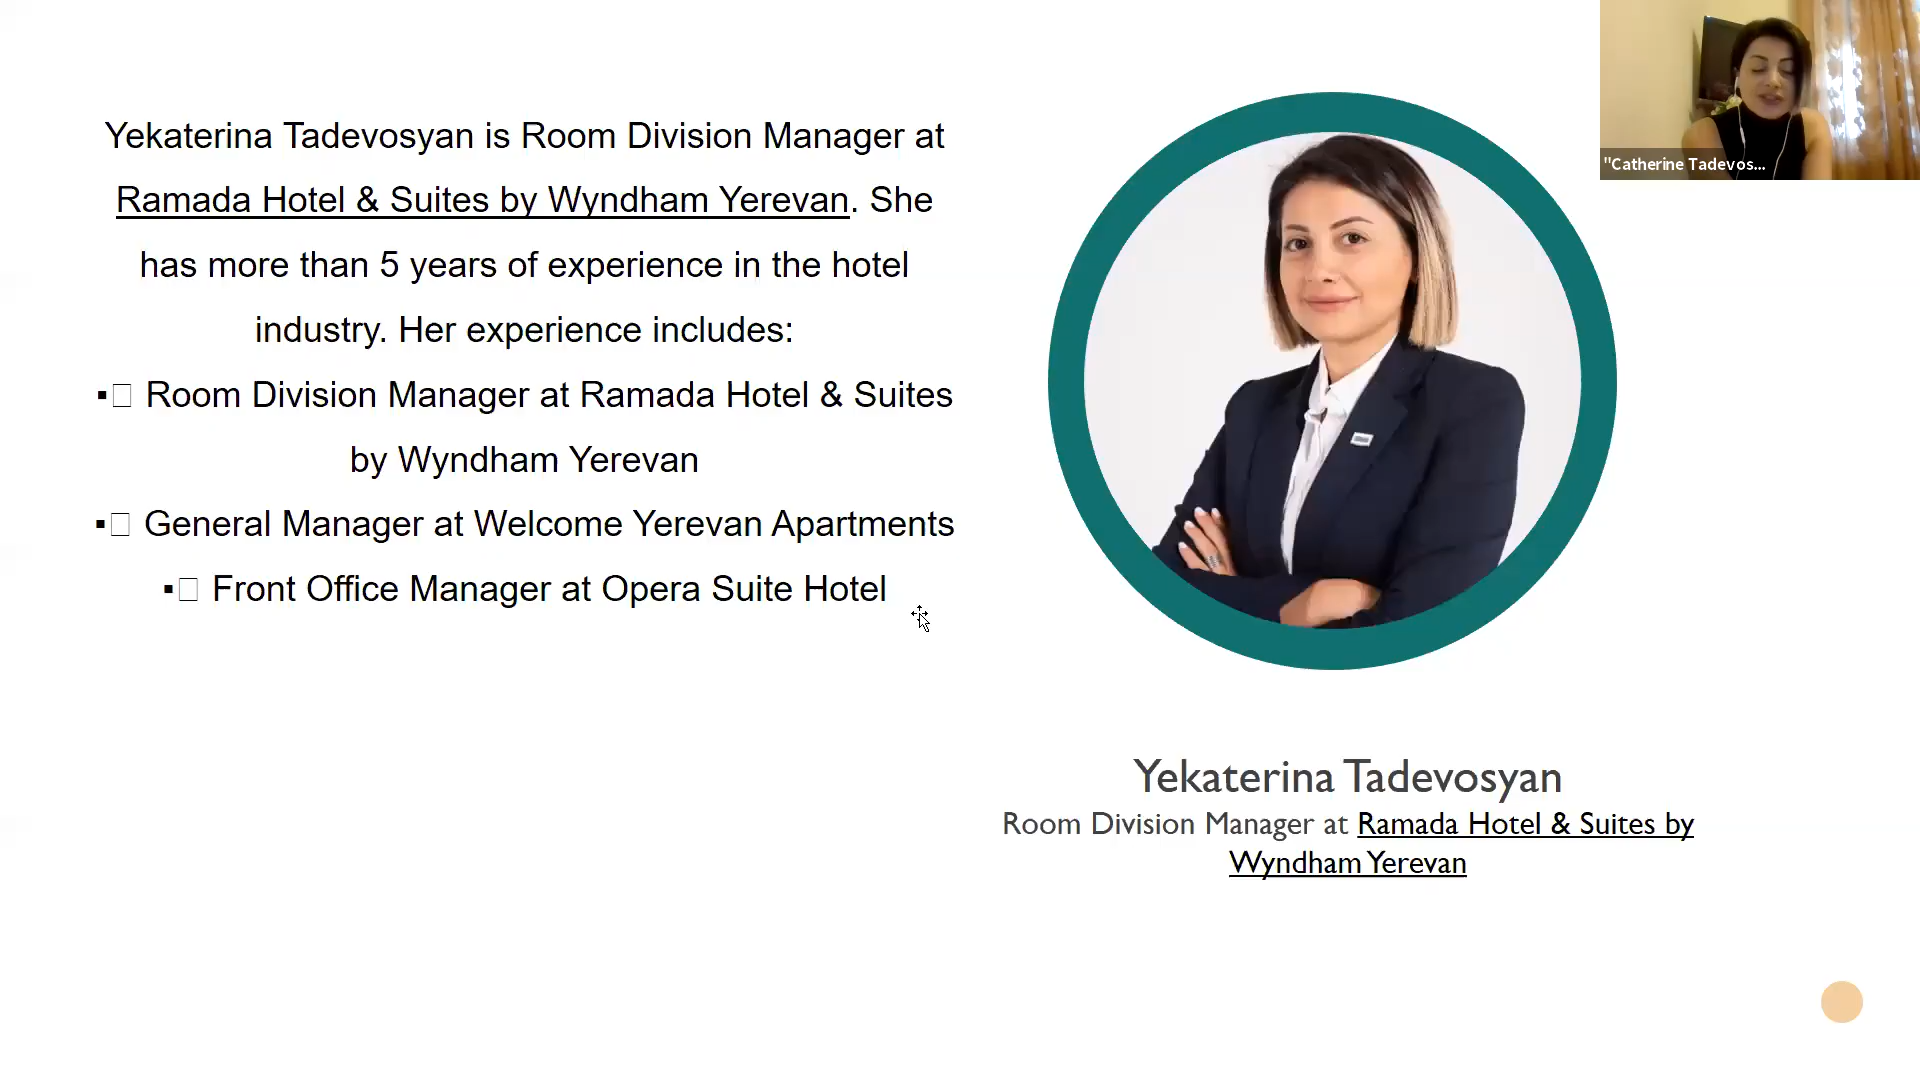 Yekaterina Tadevosyan is Room Division Manager at
Ramada Hotel & Suites by Wyndham Yerevan. She
has more than 5 years of experience in the hotel
industry. Her experience includes:
▪ Room Division Manager at Ramada Hotel & Suites
by Wyndham Yerevan
▪ General Manager at Welcome Yerevan Apartments
▪ Front Office Manager at Opera Suite Hotel
"Catherine Tadevos...
Yekaterina Tadevosyan
Room Division Manager at Ramada Hotel & Suites by
Wyndham Yerevan